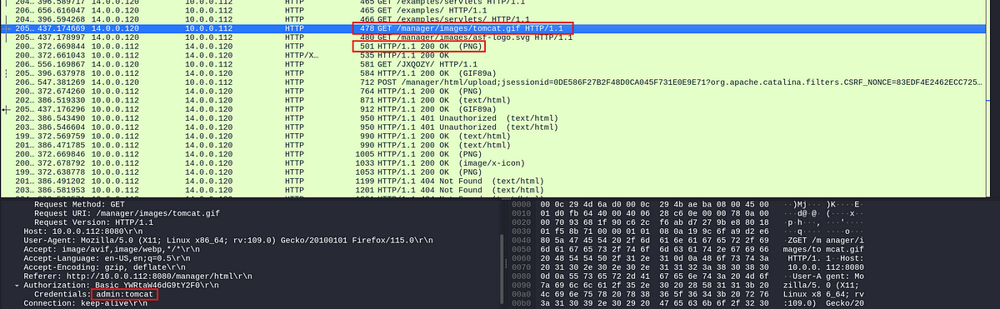 204… 396.589717 14.0.0.120 10.0.0.112 HTTP 465 GET /examples/servlets HTTP/1.1
206… 656.616047 14.0.0.120 10.0.0.112 HTTP 465 GET /host-manager/ HTTP/1.1
204… 396.594268 14.0.0.120 10.0.0.112 HTTP 466 GET /examples/servlets/ HTTP/1.1
205… 437.174669 14.0.0.120 10.0.0.112 HTTP 478 GET /manager/images/tomcat.gif HTTP/1.1
205… 437.178997 14.0.0.120 10.0.0.112 HTTP 480 GET /manager/images/asf-logo.svg HTTP/1.1
200… 372.669844 10.0.0.112 14.0.0.120 HTTP 501 HTTP/1.1 200 OK (PNG)
200… 372.661043 10.0.0.112 14.0.0.120 HTTP/X… 535 HTTP/1.1 200 OK
206… 556.169867 14.0.0.120 10.0.0.112 HTTP 581 GET /JXQOZY/ HTTP/1.1
205… 396.637978 10.0.0.112 14.0.0.120 HTTP 584 HTTP/1.1 200 OK (GIF89a)
206… 547.381269 14.0.0.120 10.0.0.112 HTTP 712 POST /manager/html/upload;jsessionid=0DE586F27B2F48D0CA045F731E0E9E71?org.apache.catalina.filters.CSRF_NONCE=83EDF4E2462ECC725…
200… 372.674260 10.0.0.112 14.0.0.120 HTTP 764 HTTP/1.1 200 OK (PNG)
202… 386.519330 10.0.0.112 14.0.0.120 HTTP 871 HTTP/1.1 200 OK (text/html)
205… 437.176296 10.0.0.112 14.0.0.120 HTTP 912 HTTP/1.1 200 OK (GIF89a)
202… 386.543490 10.0.0.112 14.0.0.120 HTTP 950 HTTP/1.1 401 Unauthorized (text/html)
203… 386.546604 10.0.0.112 14.0.0.120 HTTP 950 HTTP/1.1 401 Unauthorized (text/html)
199… 372.569759 10.0.0.112 14.0.0.120 HTTP 990 HTTP/1.1 200 OK (text/html)
201… 386.471785 10.0.0.112 14.0.0.120 HTTP 990 HTTP/1.1 200 OK (text/html)
200… 372.669846 10.0.0.112 14.0.0.120 HTTP 1005 HTTP/1.1 200 OK (PNG)
200… 372.678792 10.0.0.112 14.0.0.120 HTTP 1033 HTTP/1.1 200 OK (image/x-icon)
199… 372.638778 10.0.0.112 14.0.0.120 HTTP 1053 HTTP/1.1 200 OK (PNG)
201… 386.491202 10.0.0.112 14.0.0.120 HTTP 1199 HTTP/1.1 404 Not Found (text/html)
203… 386.581953 10.0.0.112 14.0.0.120 HTTP 1201 HTTP/1.1 404 Not Found (text/html)
Request Method: GET
Request URI: /manager/images/tomcat.gif
Request Version: HTTP/1.1
Host: 10.0.0.112:8080\r\n
User-Agent: Mozilla/5.0 (X11; Linux x86_64; rv:109.0) Gecko/20100101 Firefox/115.0\r\n
Accept: image/avif,image/webp,*/*\r\n
Accept-Language: en-US,en;q=0.5\r\n
Accept-Encoding: gzip, deflate\r\n
Referer: http://10.0.0.112:8080/manager/html\r\n
Authorization: Basic YWRtaW46dG9tY2F0\r\n
Credentials: admin:tomcat
Connection: keep-alive\r\n
0000 00 0c 29 4d 6a d0 00 0c 29 4b ae ba 08 00 45 00 ··)Mj···)K····E·
0010 01 d0 fb 64 40 00 40 06 28 c6 0e 00 00 78 0a 00 ···d@·@·(····x··
0020 00 70 93 68 1f 90 c6 2c f6 ab d7 27 9b e8 80 18 ·p·h···,···'····
0030 01 f5 8b 71 00 00 01 01 08 0a 19 9c 6f a9 d2 e6 ···q········o···
0040 80 5a 47 45 54 20 2f 6d 61 6e 61 67 65 72 2f 69 ·ZGET /m anager/i
0050 6d 61 67 65 73 2f 74 6f 6d 63 61 74 2e 67 69 66 mages/to mcat.gif
0060 20 48 54 54 50 2f 31 2e 31 0d 0a 48 6f 73 74 3a HTTP/1. 1··Host:
0070 20 31 30 2e 30 2e 30 2e 31 31 32 3a 38 30 38 30 10.0.0. 112:8080
0080 0d 0a 55 73 65 72 2d 41 67 65 6e 74 3a 20 4d 6f ··User-A gent: Mo
0090 7a 69 6c 6c 61 2f 35 2e 30 20 28 58 31 31 3b 20 zilla/5. 0 (X11;
00a0 4c 69 6e 75 78 20 78 38 36 5f 36 34 3b 20 72 76 Linux x8 6_64; rv
00b0 3a 31 30 39 2e 30 29 20 47 65 63 6b 6f 2f 32 30 :109.0) Gecko/20